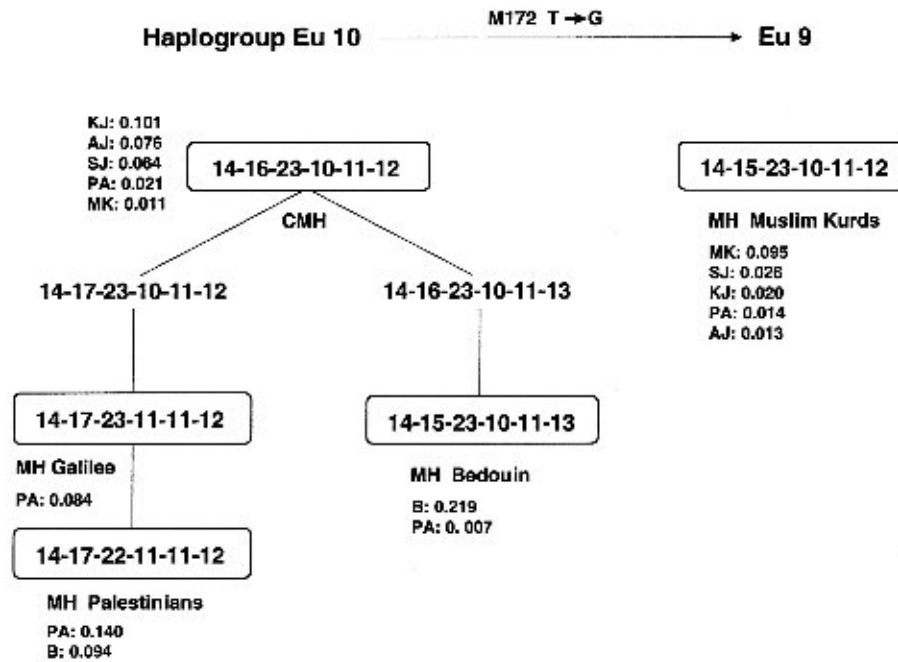 M172 T→G
Haplogroup Eu 10
Eu 9
KJ: 0.101
AJ: 0.076
SJ: 0.064
PA: 0.021
MK: 0.011
14-16-23-10-11-12
CMH
14-15-23-10-11-12
MH Muslim Kurds
MK: 0.095
SJ: 0.026
KJ: 0.020
PA: 0.014
AJ: 0.013
14-17-23-10-11-12
14-16-23-10-11-13
14-17-23-11-11-12
MH Galilee
PA: 0.084
14-15-23-10-11-13
MH Bedouin
B: 0.219
PA: 0. 007
14-17-22-11-11-12
MH Palestinians
PA: 0.140
B: 0.094